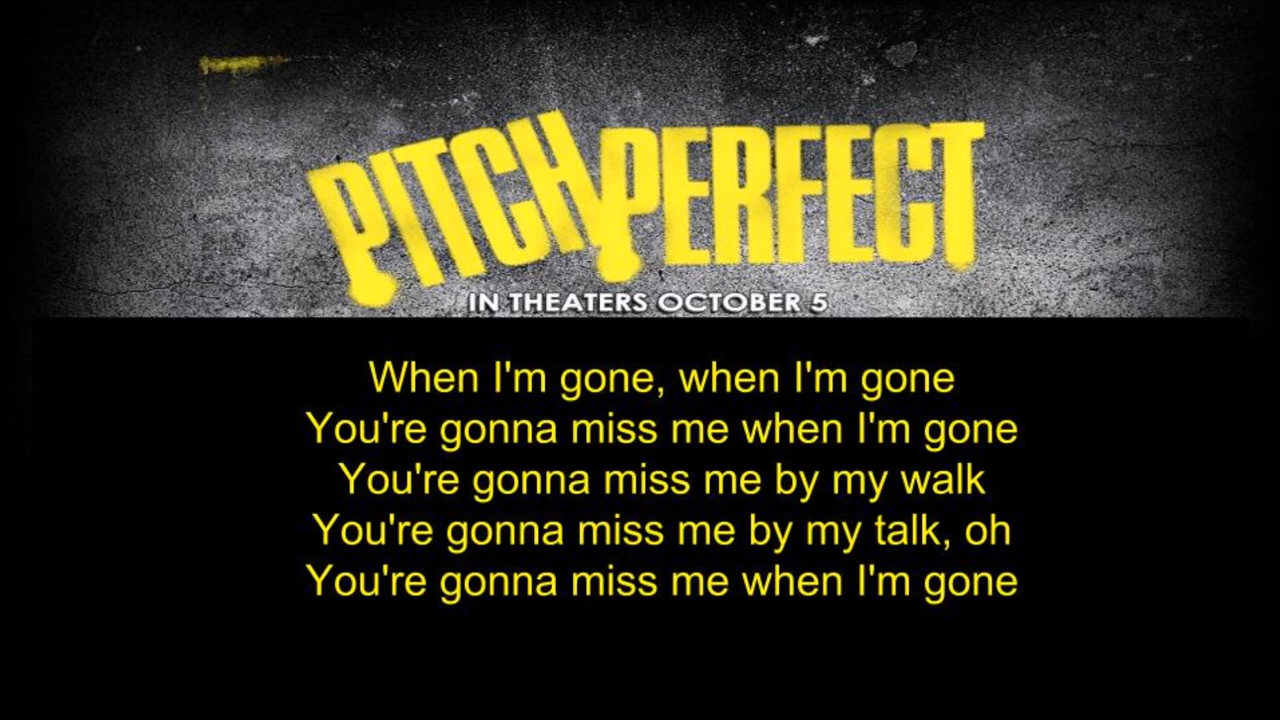 PITCH PERFECT
IN THEATERS OCTOBER 5
When I'm gone, when I'm gone
You're gonna miss me when I'm gone
You're gonna miss me by my walk
You're gonna miss me by my talk, oh
You're gonna miss me when I'm gone